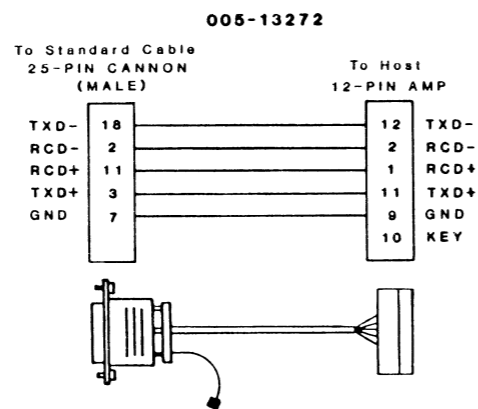 005-13272
To Standard Cable
25-PIN CANNON
(MALE)
To Host
12-PIN AMP
TXD- 18 12 TXD-
RCD- 2 2 RCD-
RCD+ 11 1 RCD+
TXD+ 3 11 TXD+
GND 7 9 GND
10 KEY